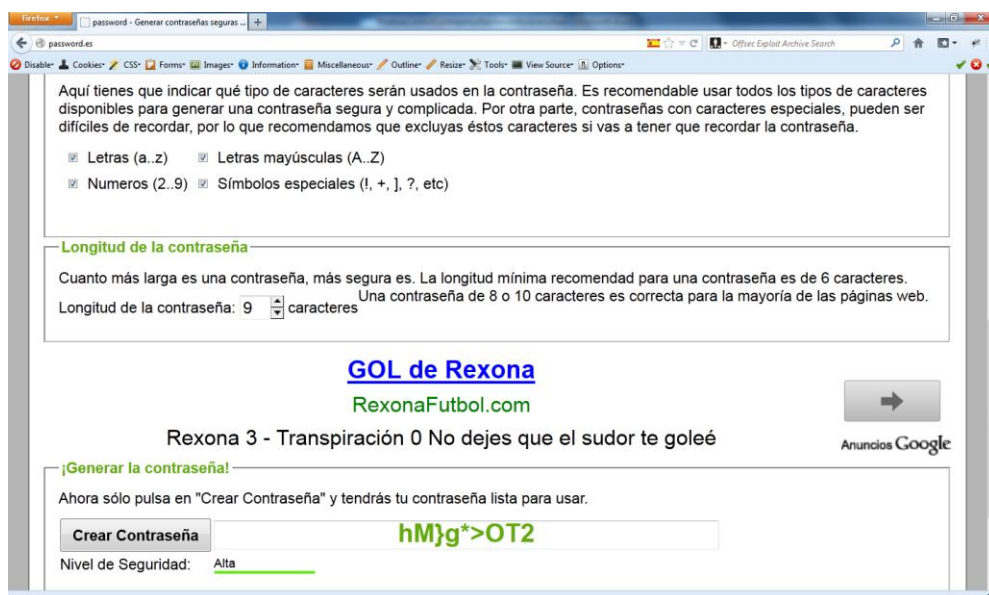 Firefox
password - Generar contraseñas seguras ...
password.es
Offsec Exploit Archive Search
Disable Cookies CSS Forms Images Information Miscellaneous Outline Resize Tools View Source Options
Aquí tienes que indicar qué tipo de caracteres serán usados en la contraseña. Es recomendable usar todos los tipos de caracteres
disponibles para generar una contraseña segura y complicada. Por otra parte, contraseñas con caracteres especiales, pueden ser
difíciles de recordar, por lo que recomendamos que excluyas éstos caracteres si vas a tener que recordar la contraseña.
Letras (a..z) Letras mayúsculas (A..Z)
Numeros (2..9) Símbolos especiales (!, +, ], ?, etc)
Longitud de la contraseña
Cuanto más larga es una contraseña, más segura es. La longitud mínima recomendad para una contraseña es de 6 caracteres.
Longitud de la contraseña: 9 caracteres Una contraseña de 8 o 10 caracteres es correcta para la mayoría de las páginas web.
GOL de Rexona
RexonaFutbol.com
Rexona 3 - Transpiración 0 No dejes que el sudor te goleé
Anuncios Google
¡Generar la contraseña!
Ahora sólo pulsa en "Crear Contraseña" y tendrás tu contraseña lista para usar.
Crear Contraseña hM}g*>OT2
Nivel de Seguridad: Alta